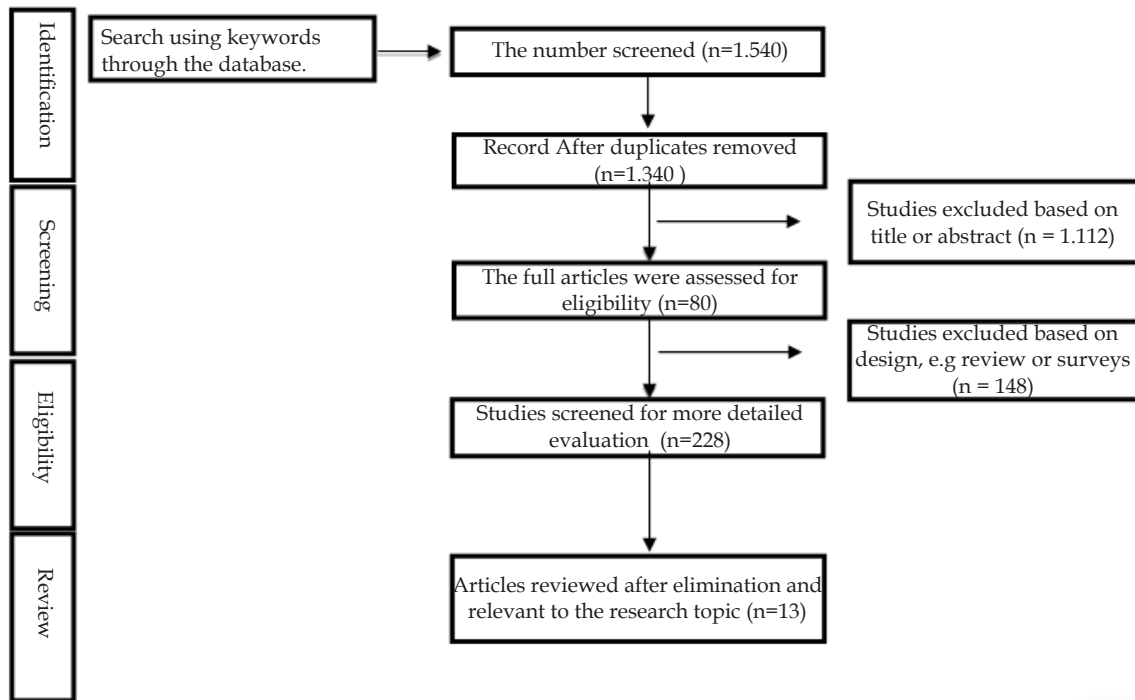 Identification
Search using keywords
through the database.
The number screened (n=1.540)
Record After duplicates removed
(n=1.340 )
Screening
Studies excluded based on
title or abstract (n = 1.112)
The full articles were assessed for
eligibility (n=80)
Studies excluded based on
design, e.g review or surveys
(n = 148)
Eligibility
Studies screened for more detailed
evaluation (n=228)
Review
Articles reviewed after elimination and
relevant to the research topic (n=13)